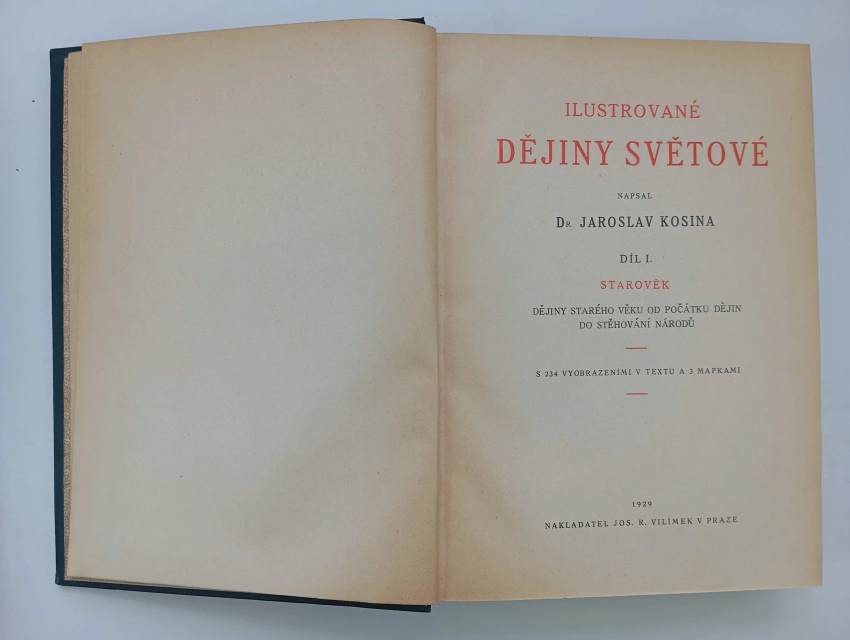 ILUSTROVANÉ
DĚJINY SVĚTOVÉ
NAPSAL
DR. JAROSLAV KOSINA
DÍL I.
STAROVĚK
DĚJINY STARÉHO VĚKU OD POČÁTKU DĚJIN
DO STĚHOVÁNÍ NÁRODŮ
S 234 VYOBRAZENÍMI V TEXTU A 3 MAPKAMI
1929
NAKLADATEL JOS. R. VILÍMEK V PRAZE